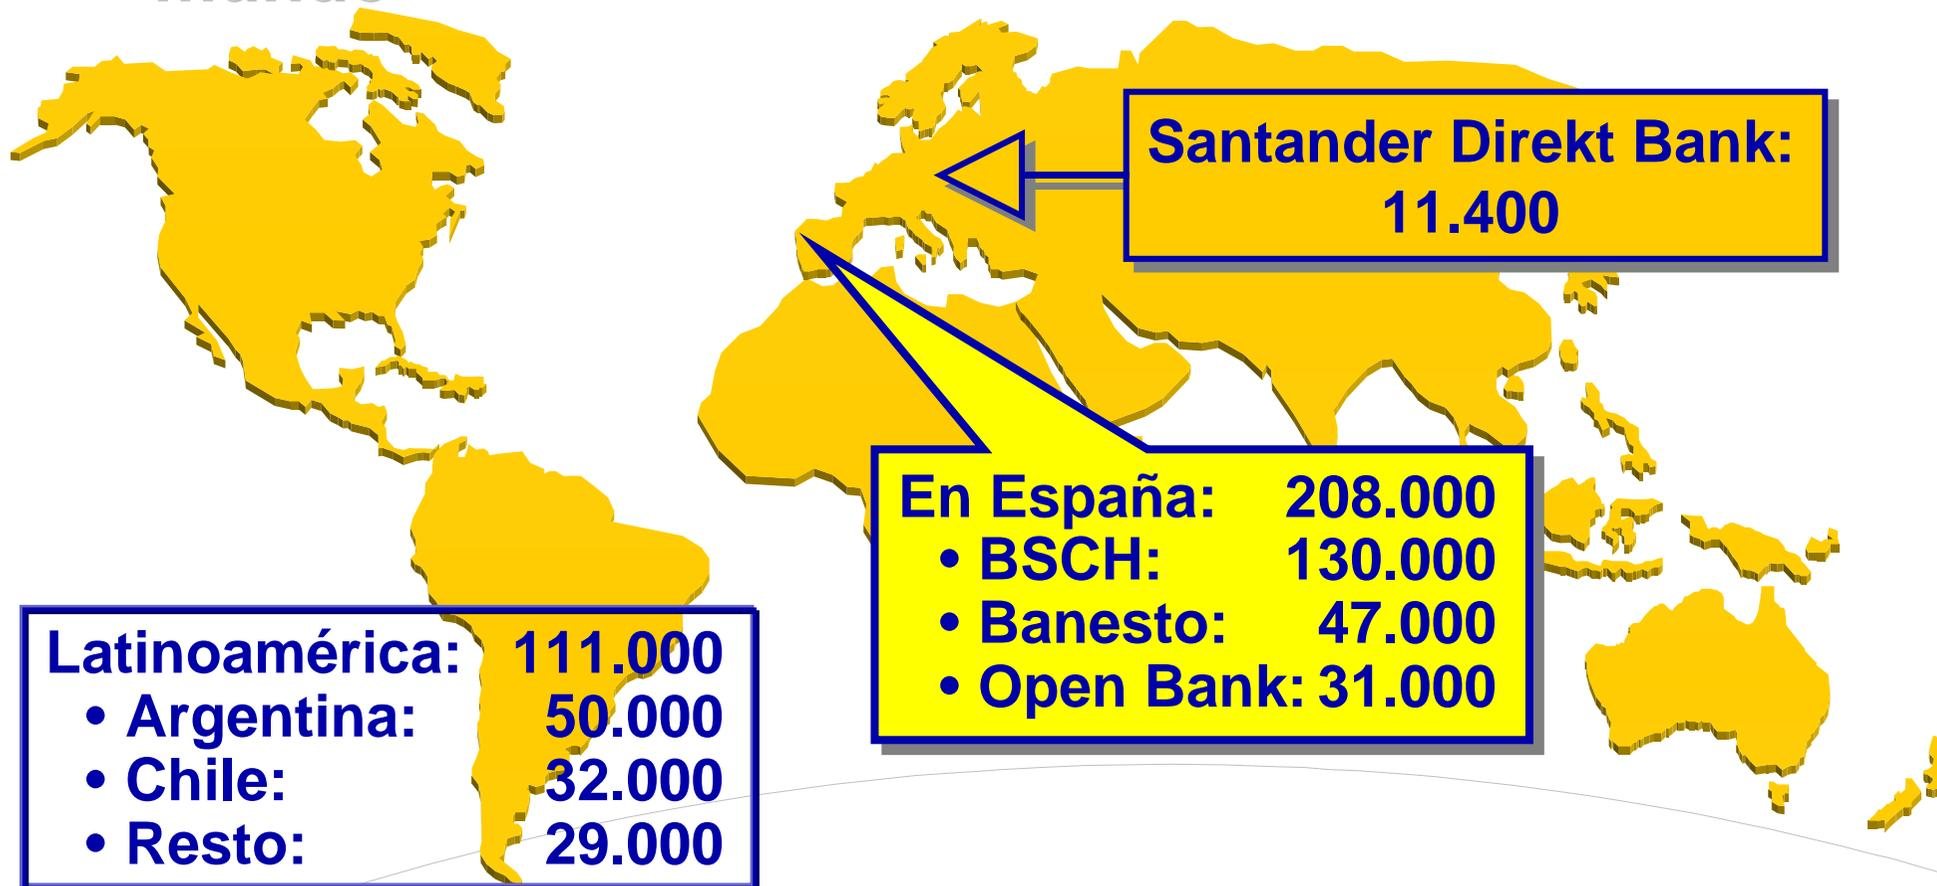 Santander Direkt Bank:
11.400
En España: 208.000
• BSCH: 130.000
• Banesto: 47.000
• Open Bank: 31.000
Latinoamérica: 111.000
• Argentina: 50.000
• Chile: 32.000
• Resto: 29.000